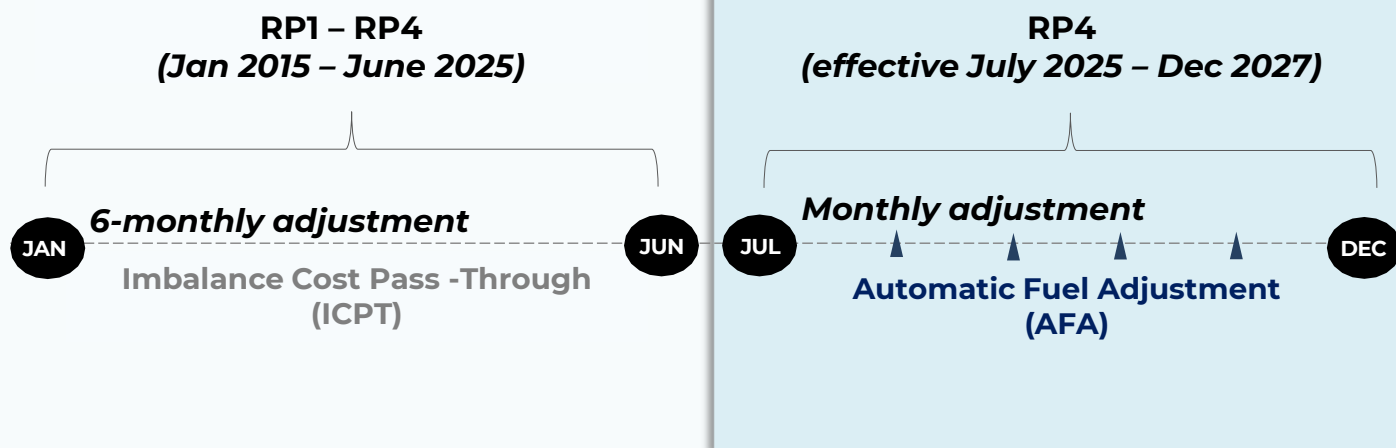 RP1 – RP4
(Jan 2015 – June 2025)
6-monthly adjustment
JAN
JUN
Imbalance Cost Pass -Through
(ICPT)
RP4
(effective July 2025 – Dec 2027)
Monthly adjustment
JUL
DEC
Automatic Fuel Adjustment
(AFA)